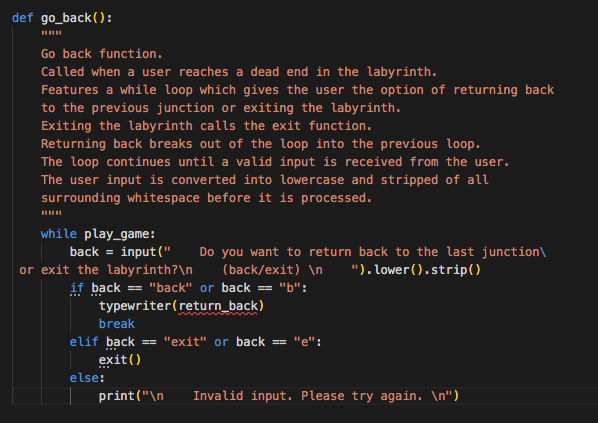 def go_back():
    """
    Go back function.
    Called when a user reaches a dead end in the labyrinth.
    Features a while loop which gives the user the option of returning back
    to the previous junction or exiting the labyrinth.
    Exiting the labyrinth calls the exit function.
    Returning back breaks out of the loop into the previous loop.
    The loop continues until a valid input is received from the user.
    The user input is converted into lowercase and stripped of all
    surrounding whitespace before it is processed.
    """
    while play_game:
        back = input("    Do you want to return back to the last junction\
 or exit the labyrinth?\n    (back/exit) \n    ").lower().strip()
        if back == "back" or back == "b":
            typewriter(return_back)
            break
        elif back == "exit" or back == "e":
            exit()
        else:
            print("\n    Invalid input. Please try again. \n")